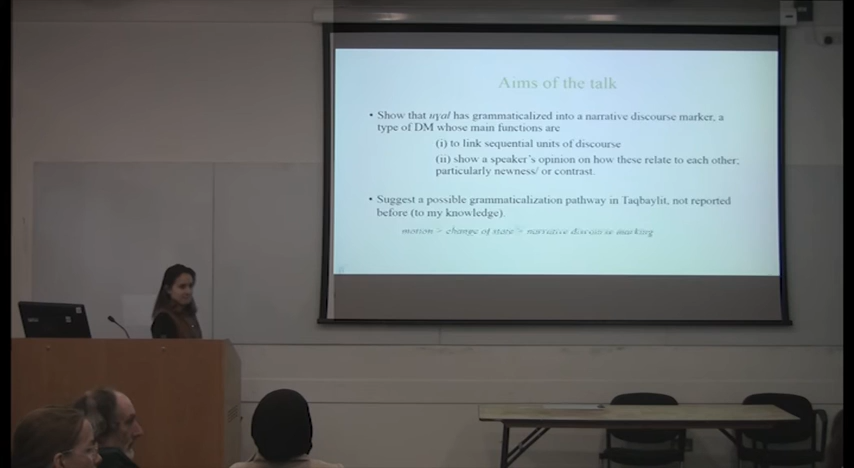 Aims of the talk
• Show that uɣal has grammaticalized into a narrative discourse marker, a
type of DM whose main functions are
(i) to link sequential units of discourse
(ii) show a speaker's opinion on how these relate to each other;
particularly newness/ or contrast.
• Suggest a possible grammaticalization pathway in Taqbaylit, not reported
before (to my knowledge).
motion > change of state > narrative discourse marking